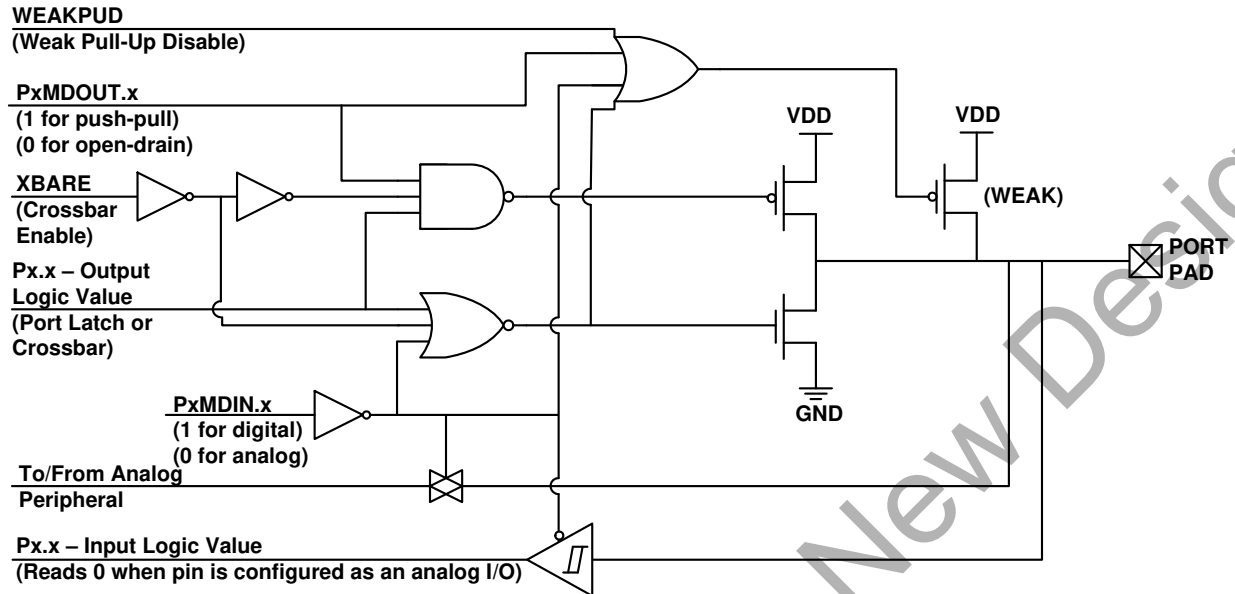 WEAKPUD
(Weak Pull-Up Disable)
PxMDOUT.x
(1 for push-pull)
(0 for open-drain)
XBARE
(Crossbar
Enable)
Px.x – Output
Logic Value
(Port Latch or
Crossbar)
PxMDIN.x
(1 for digital)
(0 for analog)
To/From Analog
Peripheral
Px.x – Input Logic Value
(Reads 0 when pin is configured as an analog I/O)
VDD
VDD
(WEAK)
PORT
PAD
GND
New Desig